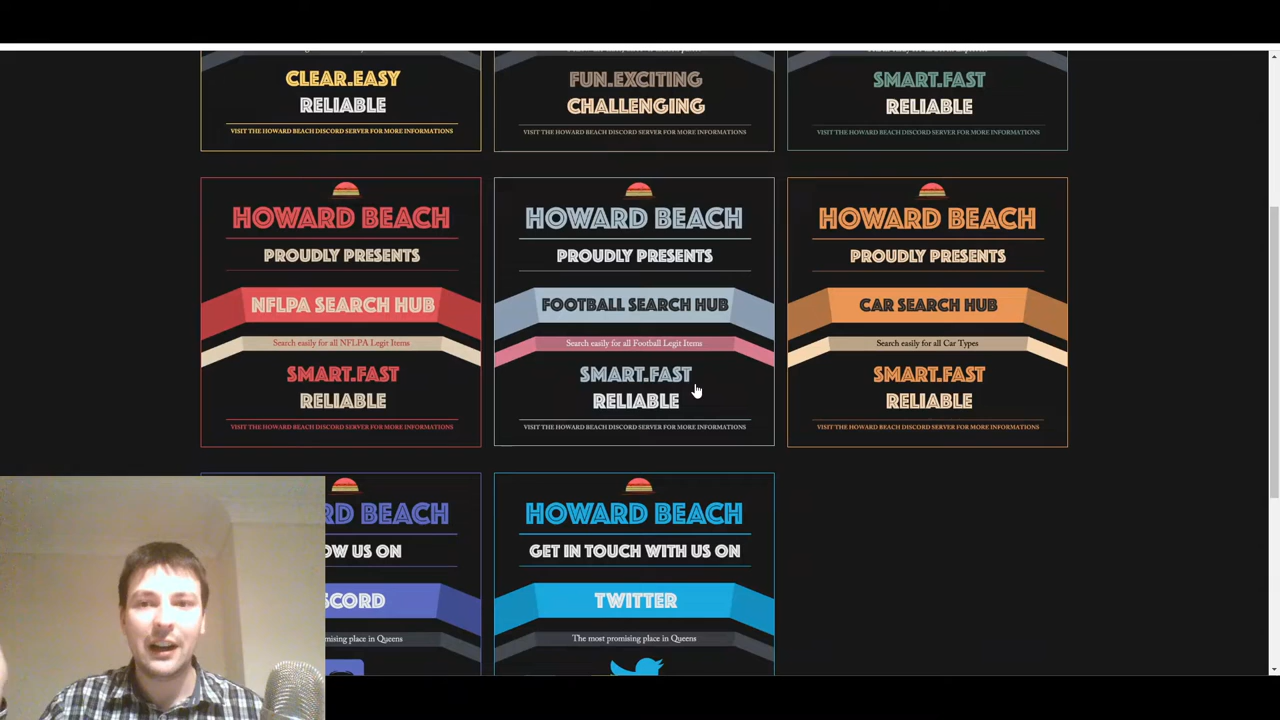 CLEAR.EASY
RELIABLE
VISIT THE HOWARD BEACH DISCORD SERVER FOR MORE INFORMATIONS
FUN.EXCITING
CHALLENGING
VISIT THE HOWARD BEACH DISCORD SERVER FOR MORE INFORMATIONS
SMART.FAST
RELIABLE
VISIT THE HOWARD BEACH DISCORD SERVER FOR MORE INFORMATIONS
HOWARD BEACH
PROUDLY PRESENTS
NFLPA SEARCH HUB
Search easily for all NFLPA Legit Items
SMART.FAST
RELIABLE
VISIT THE HOWARD BEACH DISCORD SERVER FOR MORE INFORMATIONS
HOWARD BEACH
PROUDLY PRESENTS
FOOTBALL SEARCH HUB
Search easily for all Football Legit Items
SMART.FAST
RELIABLE
VISIT THE HOWARD BEACH DISCORD SERVER FOR MORE INFORMATIONS
HOWARD BEACH
PROUDLY PRESENTS
CAR SEARCH HUB
Search easily for all Car Types
SMART.FAST
RELIABLE
VISIT THE HOWARD BEACH DISCORD SERVER FOR MORE INFORMATIONS
RD BEACH
OW US ON
SCORD
mising place in Queens
HOWARD BEACH
GET IN TOUCH WITH US ON
TWITTER
The most promising place in Queens